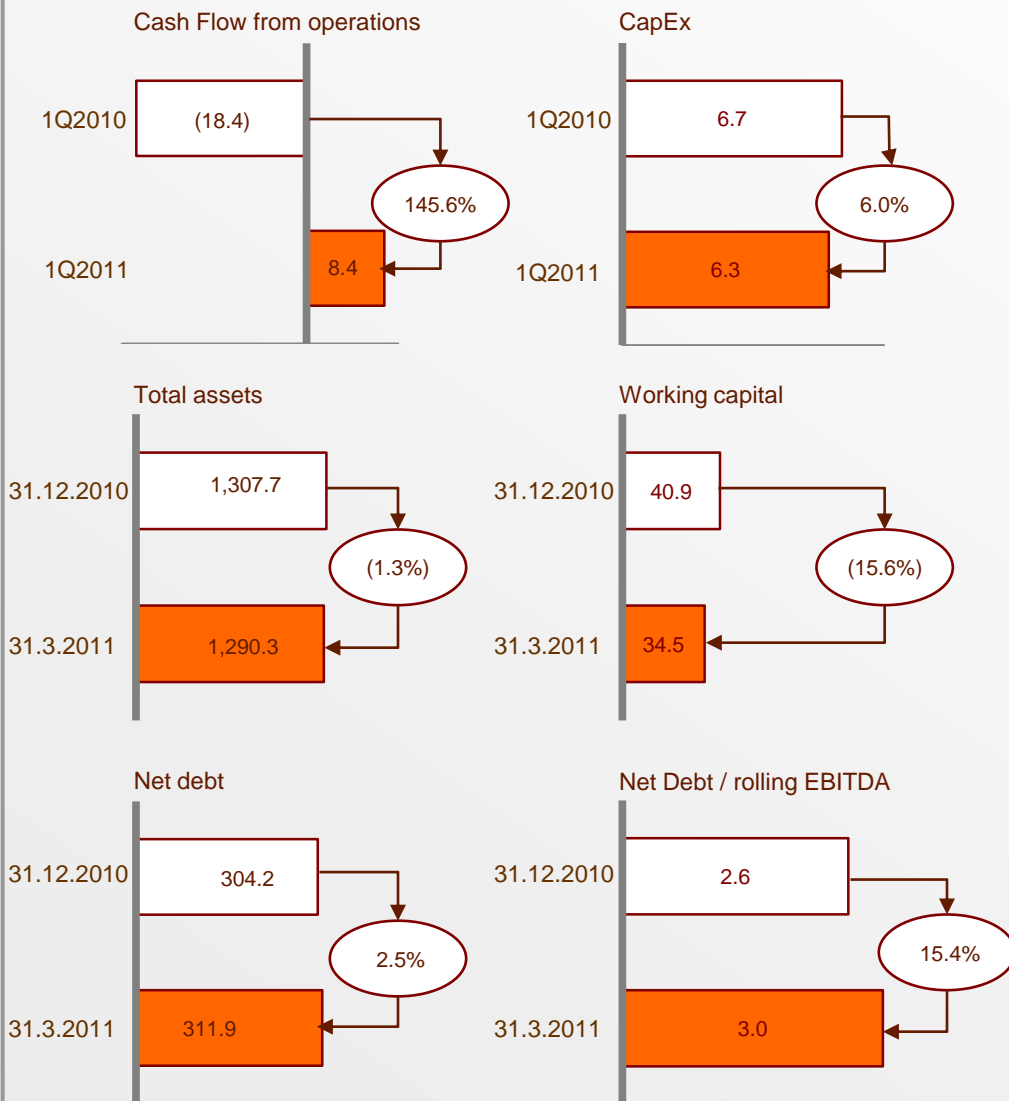 Cash Flow from operations
1Q2010
(18.4)
145.6%
1Q2011
8.4
CapEx
1Q2010
6.7
6.0%
1Q2011
6.3
Total assets
31.12.2010
1,307.7
(1.3%)
31.3.2011
1,290.3
Working capital
31.12.2010
40.9
(15.6%)
31.3.2011
34.5
Net debt
31.12.2010
304.2
2.5%
31.3.2011
311.9
Net Debt / rolling EBITDA
31.12.2010
2.6
15.4%
31.3.2011
3.0